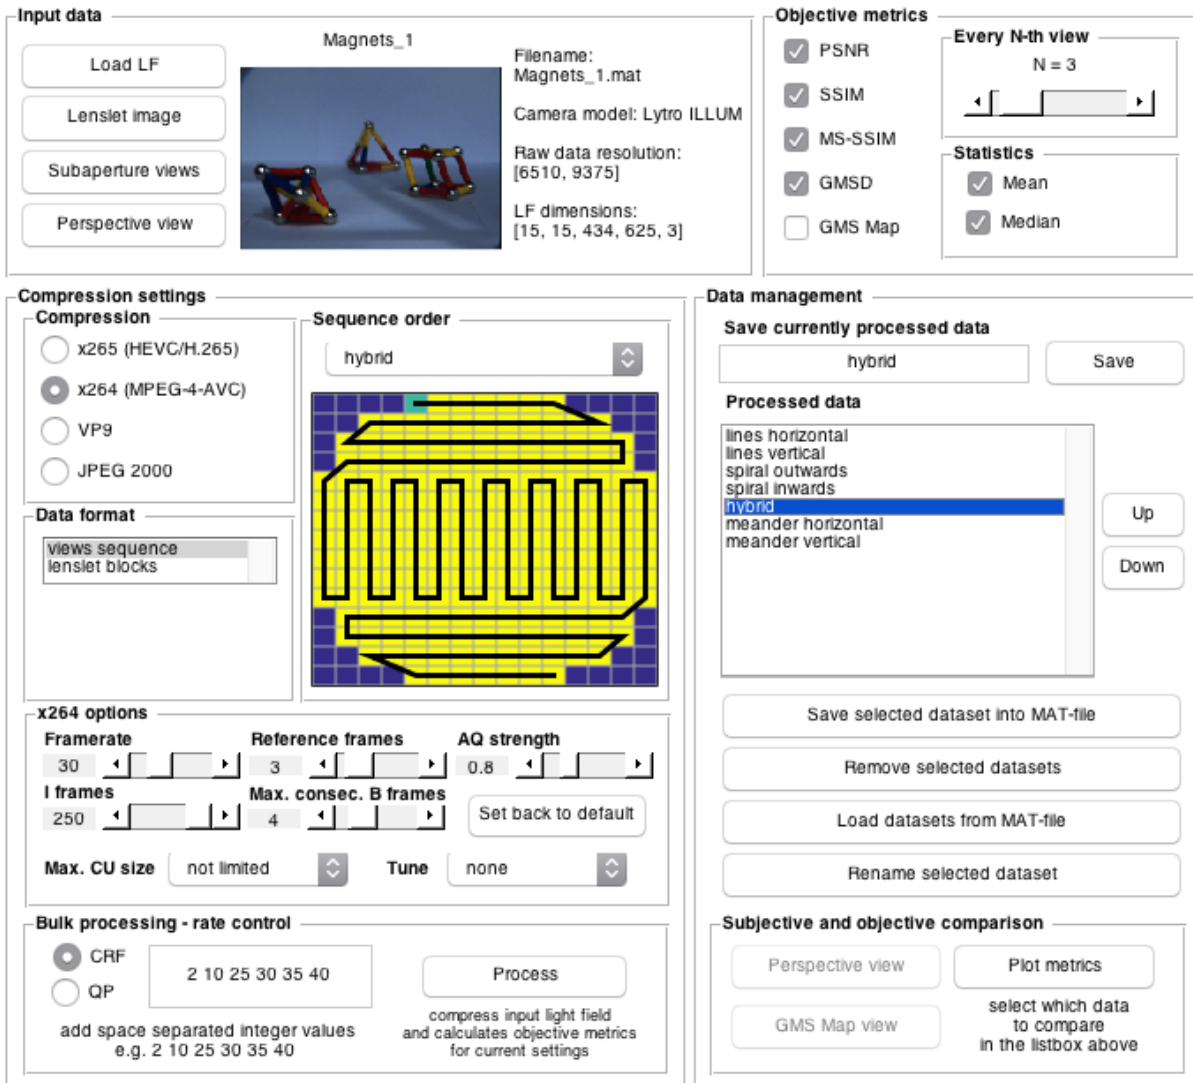 Input data
Load LF
Lenslet image
Subaperture views
Perspective view
Magnets_1
Filename:
Magnets_1.mat
Camera model: Lytro ILLUM
Raw data resolution:
[6510, 9375]
LF dimensions:
[15, 15, 434, 625, 3]
Objective metrics
PSNR
SSIM
MS-SSIM
GMSD
GMS Map
Every N-th view
N = 3
Statistics
Mean
Median
Compression settings
Compression
x265 (HEVC/H.265)
x264 (MPEG-4-AVC)
VP9
JPEG 2000
Data format
views sequence
lenslet blocks
Sequence order
hybrid
x264 options
Framerate
30
Reference frames
3
AQ strength
0.8
I frames
250
Max. consec. B frames
4
Set back to default
Max. CU size
not limited
Tune
none
Bulk processing - rate control
CRF
QP
2 10 25 30 35 40
add space separated integer values
e.g. 2 10 25 30 35 40
Process
compress input light field
and calculates objective metrics
for current settings
Data management
Save currently processed data
hybrid
Save
Processed data
lines horizontal
lines vertical
spiral outwards
spiral inwards
hybrid
meander horizontal
meander vertical
Up
Down
Save selected dataset into MAT-file
Remove selected datasets
Load datasets from MAT-file
Rename selected dataset
Subjective and objective comparison
Perspective view
GMS Map view
Plot metrics
select which data
to compare
in the listbox above